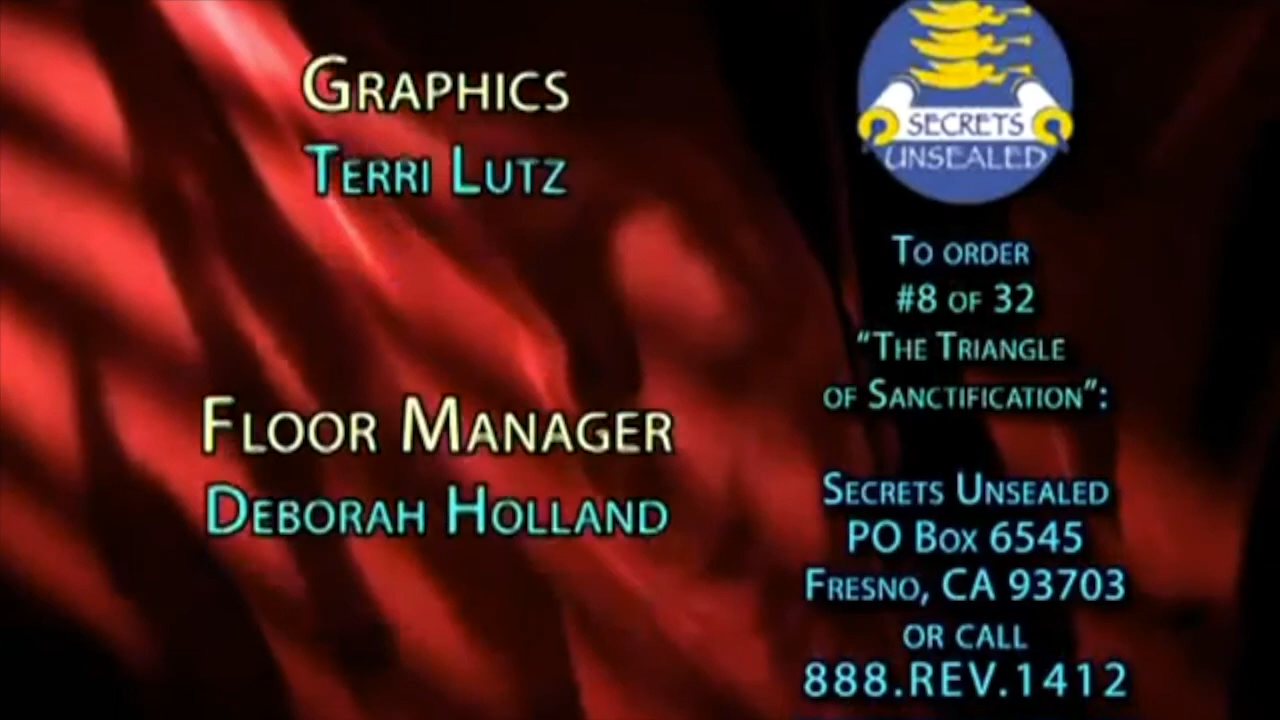 Graphics
Terri Lutz
Floor Manager
Deborah Holland
SECRETS
UNSEALED
To order
#8 of 32
“The Triangle
of Sanctification”:
Secrets Unsealed
PO Box 6545
Fresno, CA 93703
or call
888.REV.1412